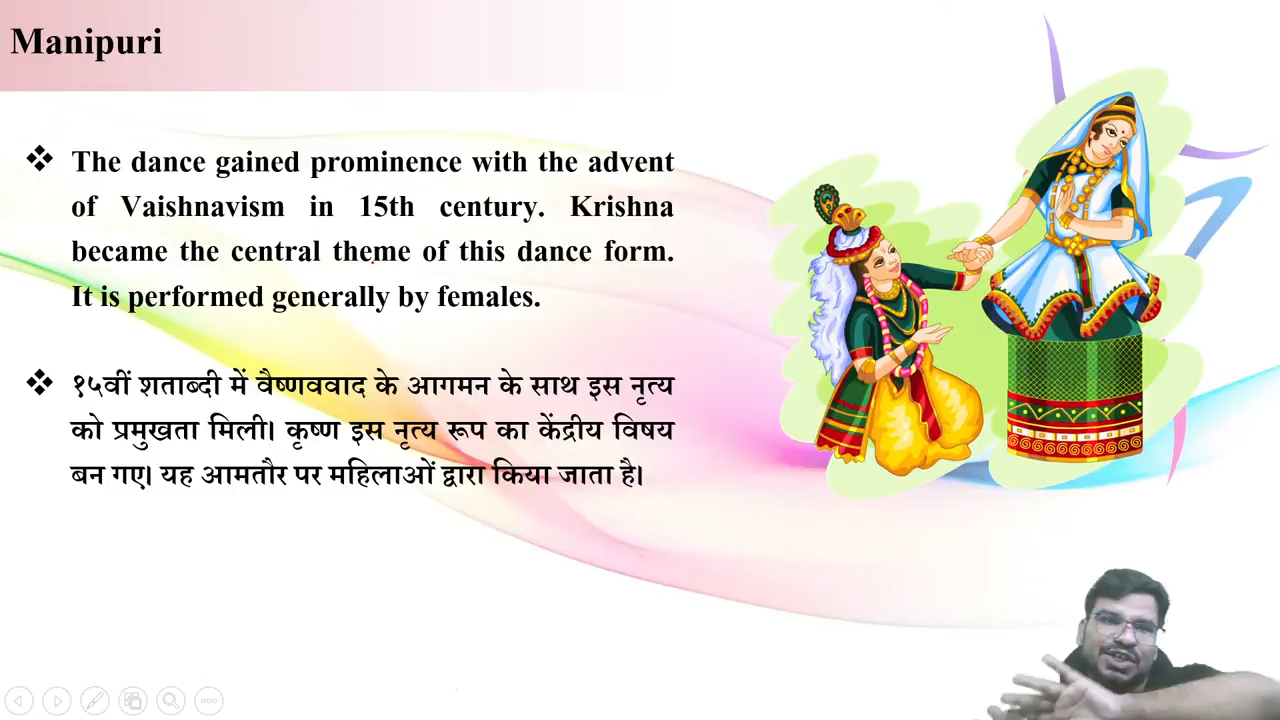 Manipuri
❖ The dance gained prominence with the advent
of Vaishnavism in 15th century. Krishna
became the central theme of this dance form.
It is performed generally by females.
❖ १५वीं शताब्दी में वैष्णववाद के आगमन के साथ इस नृत्य
को प्रमुखता मिली। कृष्ण इस नृत्य रूप का केंद्रीय विषय
बन गए। यह आमतौर पर महिलाओं द्वारा किया जाता है।